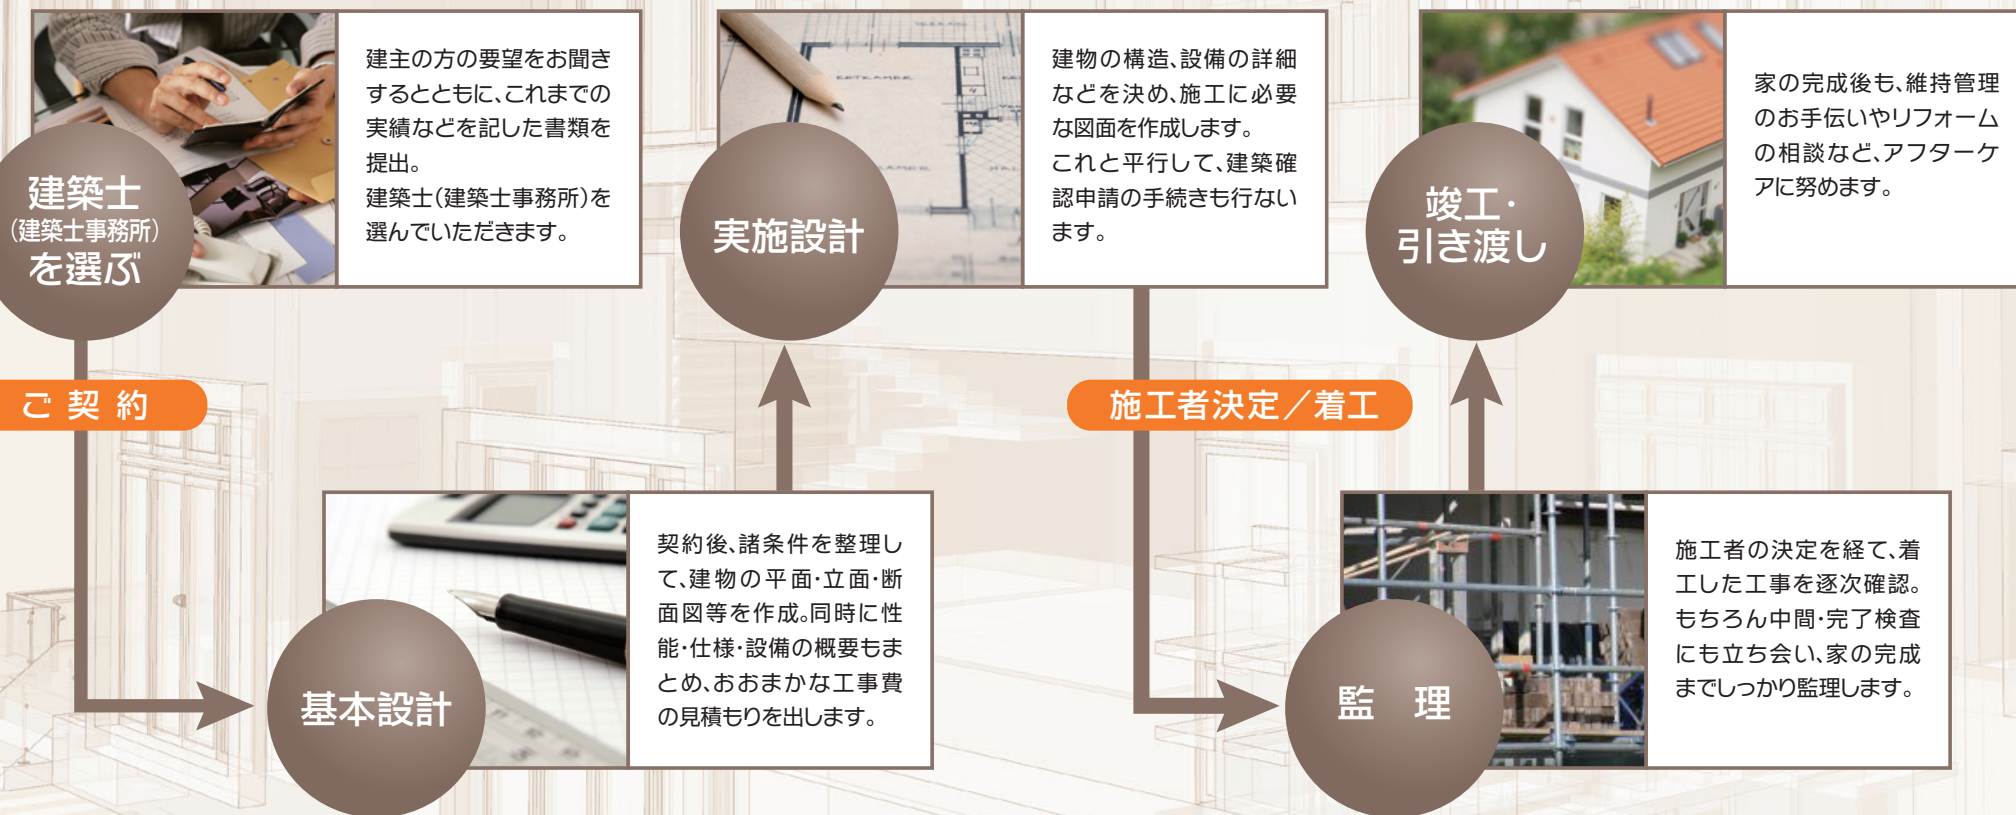 建築士
（建築士事務所）
を選ぶ
建主の方の要望をお聞き
するとともに、これまでの
実績などを記した書類を
提出。
建築士（建築士事務所）を
選んでいただきます。
ご契約
基本設計
契約後、諸条件を整理し
て、建物の平面・立面・断
面図等を作成。同時に性
能・仕様・設備の概要もま
とめ、おおまかな工事費
の見積もりを出します。
実施設計
建物の構造、設備の詳細
などを決め、施工に必要
な図面を作成します。
これと平行して、建築確
認申請の手続きも行ない
ます。
施工者決定／着工
監　理
施工者の決定を経て、着
工した工事を逐次確認。
もちろん中間・完了検査
にも立ち会い、家の完成
までしっかり監理します。
竣工・
引き渡し
家の完成後も、維持管理
のお手伝いやリフォーム
の相談など、アフターケ
アに努めます。